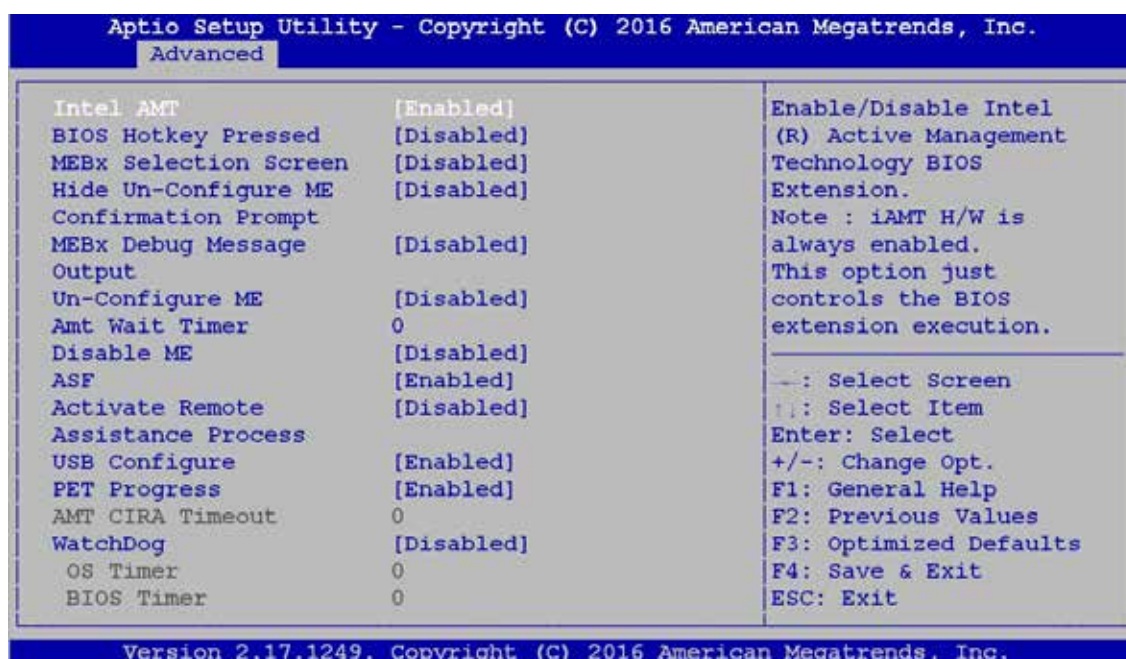 Aptio Setup Utility - Copyright (C) 2016 American Megatrends, Inc.
Advanced
Intel AMT [Enabled]
BIOS Hotkey Pressed [Disabled]
MEBx Selection Screen [Disabled]
Hide Un-Configure ME [Disabled]
Confirmation Prompt
MEBx Debug Message [Disabled]
Output
Un-Configure ME [Disabled]
Amt Wait Timer 0
Disable ME [Disabled]
ASF [Enabled]
Activate Remote [Disabled]
Assistance Process
USB Configure [Enabled]
PET Progress [Enabled]
AMT CIRA Timeout 0
WatchDog [Disabled]
OS Timer 0
BIOS Timer 0
Enable/Disable Intel
(R) Active Management
Technology BIOS
Extension.
Note : iAMT H/W is
always enabled.
This option just
controls the BIOS
extension execution.
→←: Select Screen
↑↓: Select Item
Enter: Select
+/-: Change Opt.
F1: General Help
F2: Previous Values
F3: Optimized Defaults
F4: Save & Exit
ESC: Exit
Version 2.17.1249. Copyright (C) 2016 American Megatrends, Inc.